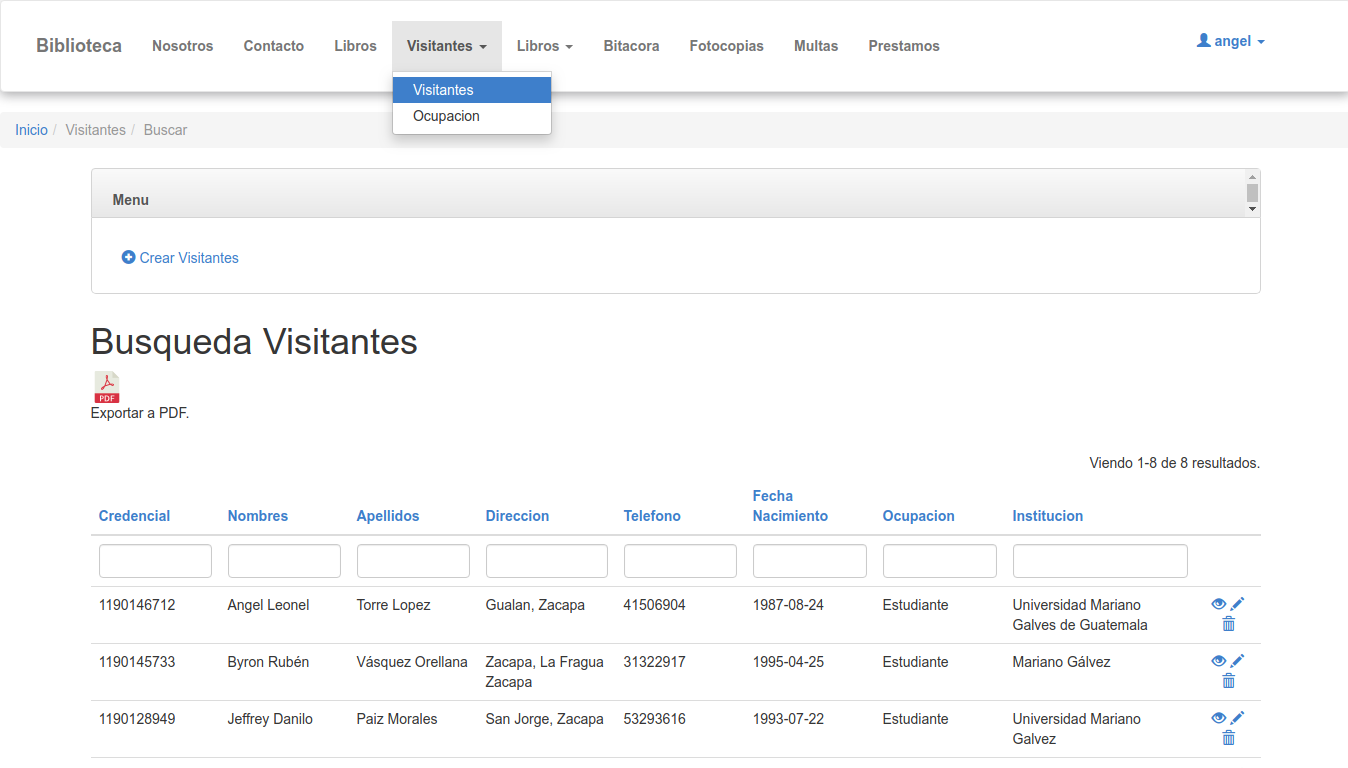 Biblioteca Nosotros Contacto Libros Visitantes Libros Bitacora Fotocopias Multas Prestamos angel
Visitantes
Ocupacion
Inicio / Visitantes / Buscar
Menu
Crear Visitantes
Busqueda Visitantes
PDF
Exportar a PDF.
Viendo 1-8 de 8 resultados.
Credencial Nombres Apellidos Direccion Telefono Fecha Nacimiento Ocupacion Institucion
1190146712 Angel Leonel Torre Lopez Gualan, Zacapa 41506904 1987-08-24 Estudiante Universidad Mariano
Galves de Guatemala
1190145733 Byron Rubén Vásquez Orellana Zacapa, La Fragua 31322917 1995-04-25 Estudiante Mariano Gálvez
Zacapa
1190128949 Jeffrey Danilo Paiz Morales San Jorge, Zacapa 53293616 1993-07-22 Estudiante Universidad Mariano
Galvez